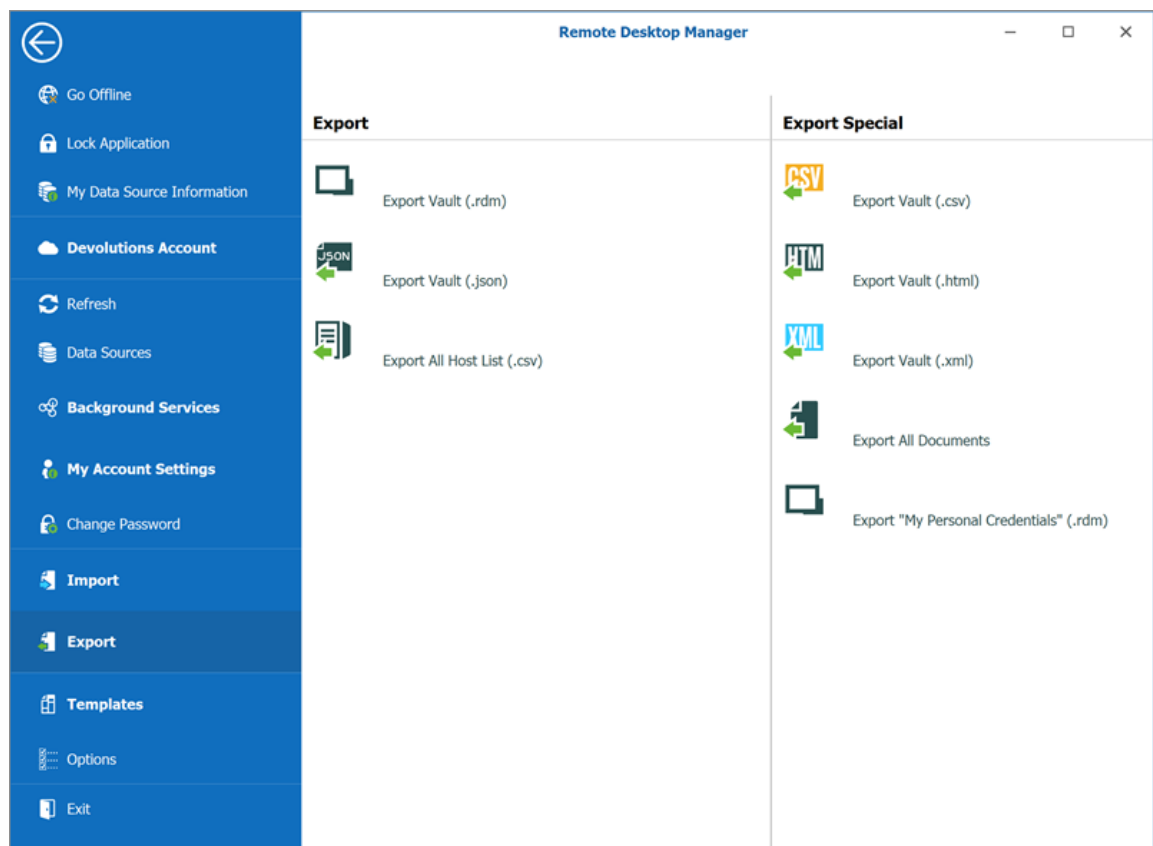 Remote Desktop Manager
Go Offline
Lock Application
My Data Source Information
Devolutions Account
Refresh
Data Sources
Background Services
My Account Settings
Change Password
Import
Export
Templates
Options
Exit
Export
Export Vault (.rdm)
JSON
Export Vault (.json)
Export All Host List (.csv)
Export Special
CSV
Export Vault (.csv)
HTM
Export Vault (.html)
XML
Export Vault (.xml)
Export All Documents
Export "My Personal Credentials" (.rdm)